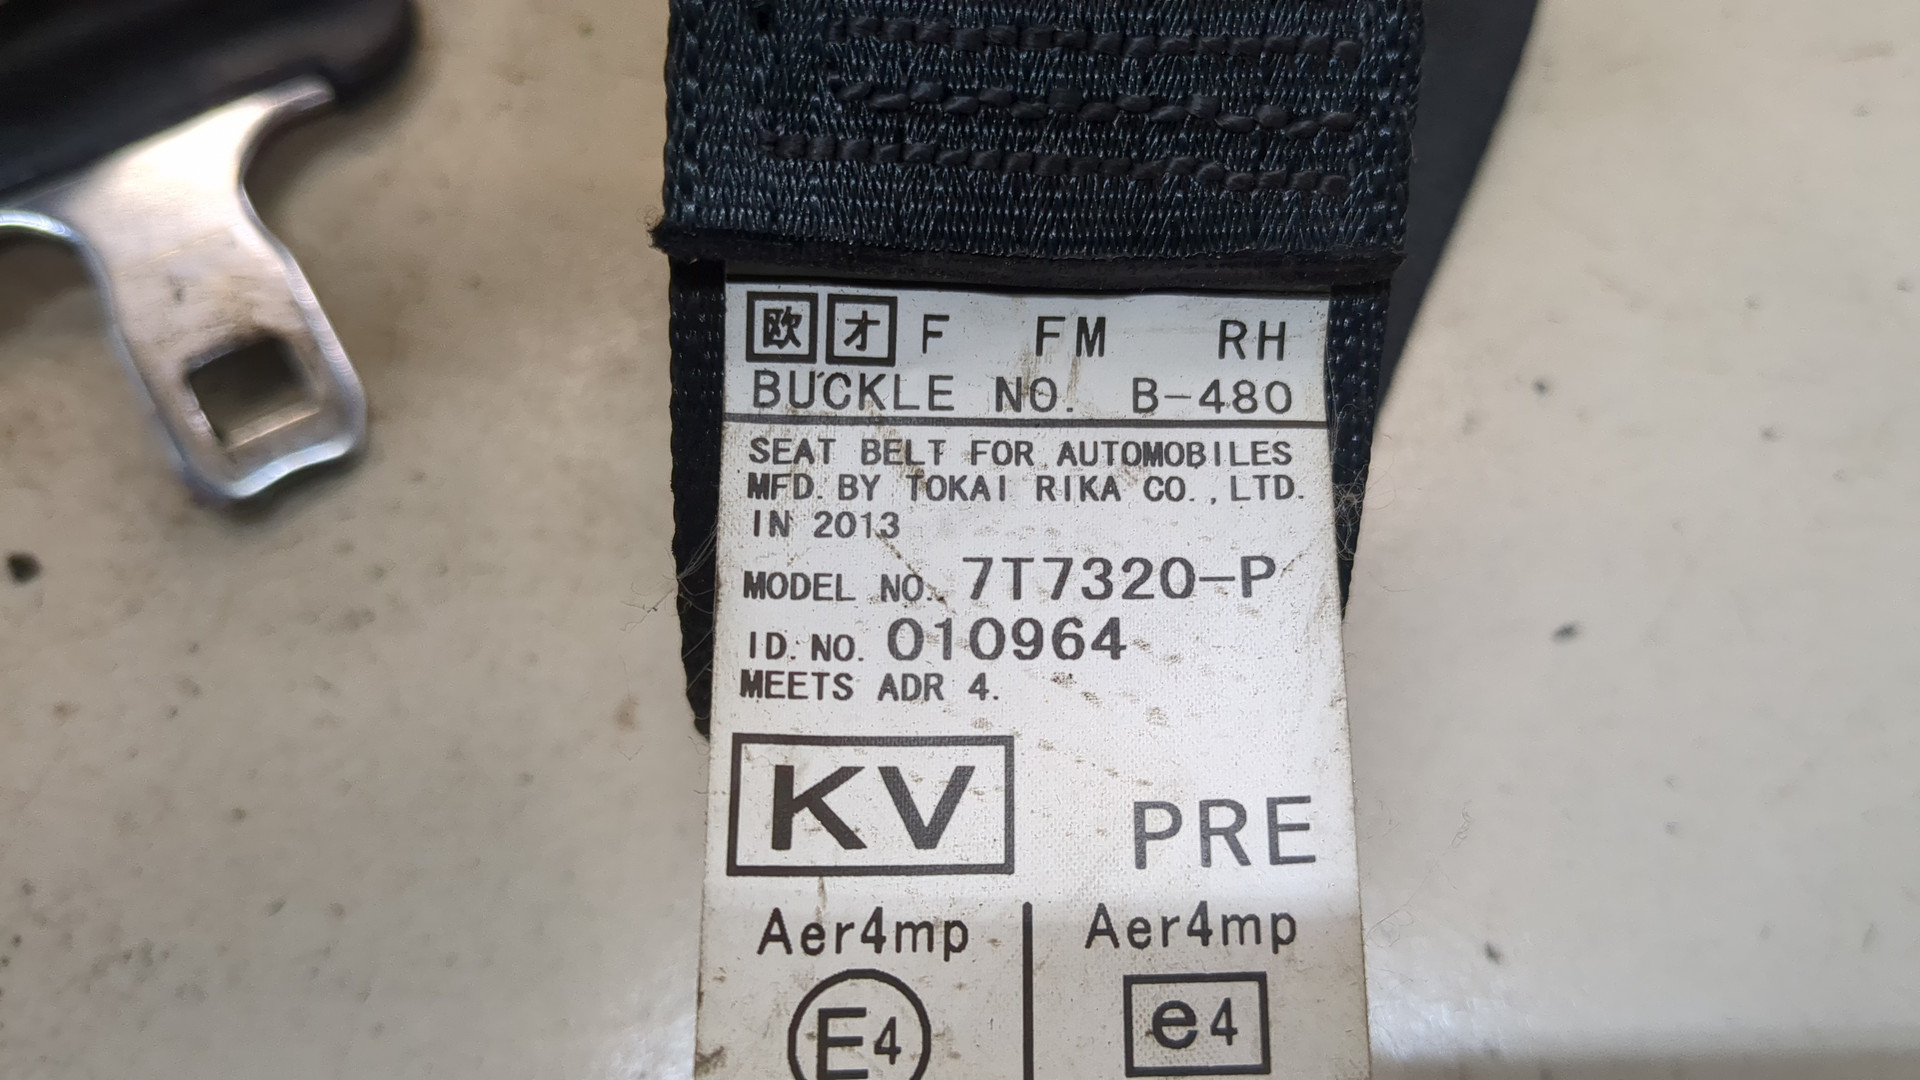 欧 オ F FM RH
BUCKLE NO. B-480
SEAT BELT FOR AUTOMOBILES
MFD. BY TOKAI RIKA CO.,LTD.
IN 2013
MODEL NO. 7T7320-P
ID. NO. 010964
MEETS ADR 4.
KV PRE
Aer4mp Aer4mp
E4 e4